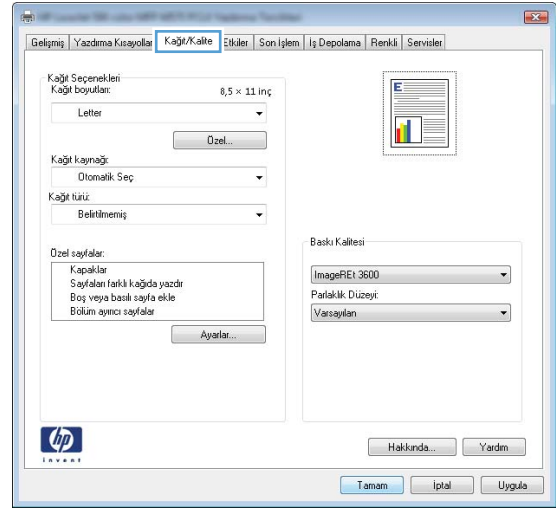 Gelişmiş
Yazdırma Kısayolları
Kağıt/Kalite
Etkiler
Son İşlem
İş Depolama
Renkli
Servisler
Kağıt Seçenekleri
Kağıt boyutları:
8,5 × 11 inç
Letter
Özel...
Kağıt kaynağı:
Otomatik Seç
Kağıt türü:
Belirtilmemiş
Özel sayfalar:
Kapaklar
Sayfaları farklı kağıda yazdır
Boş veya basılı sayfa ekle
Bölüm ayırıcı sayfalar
Ayarlar...
E
Baskı Kalitesi
ImageREt 3600
Parlaklık Düzeyi:
Varsayılan
hp
invent
Hakkında...
Yardım
Tamam
İptal
Uygula